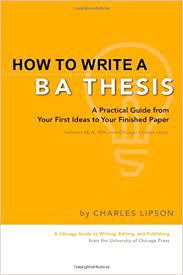 HOW TO WRITE A
BA THESIS
A Practical Guide from
Your First Ideas to Your Finished Paper
by CHARLES LIPSON
A Chicago Guide to Writing, Editing, and Publishing
from the University of Chicago Press